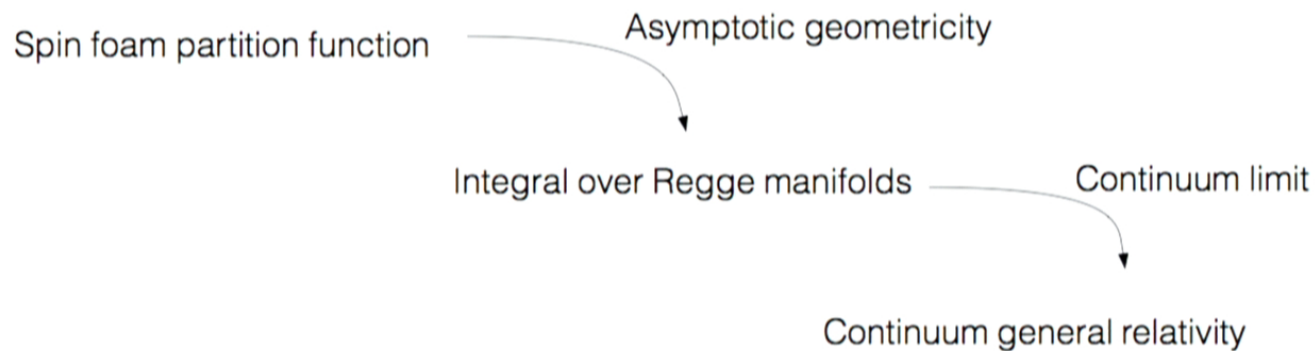 Spin foam partition function
Asymptotic geometricity
Integral over Regge manifolds
Continuum limit
Continuum general relativity